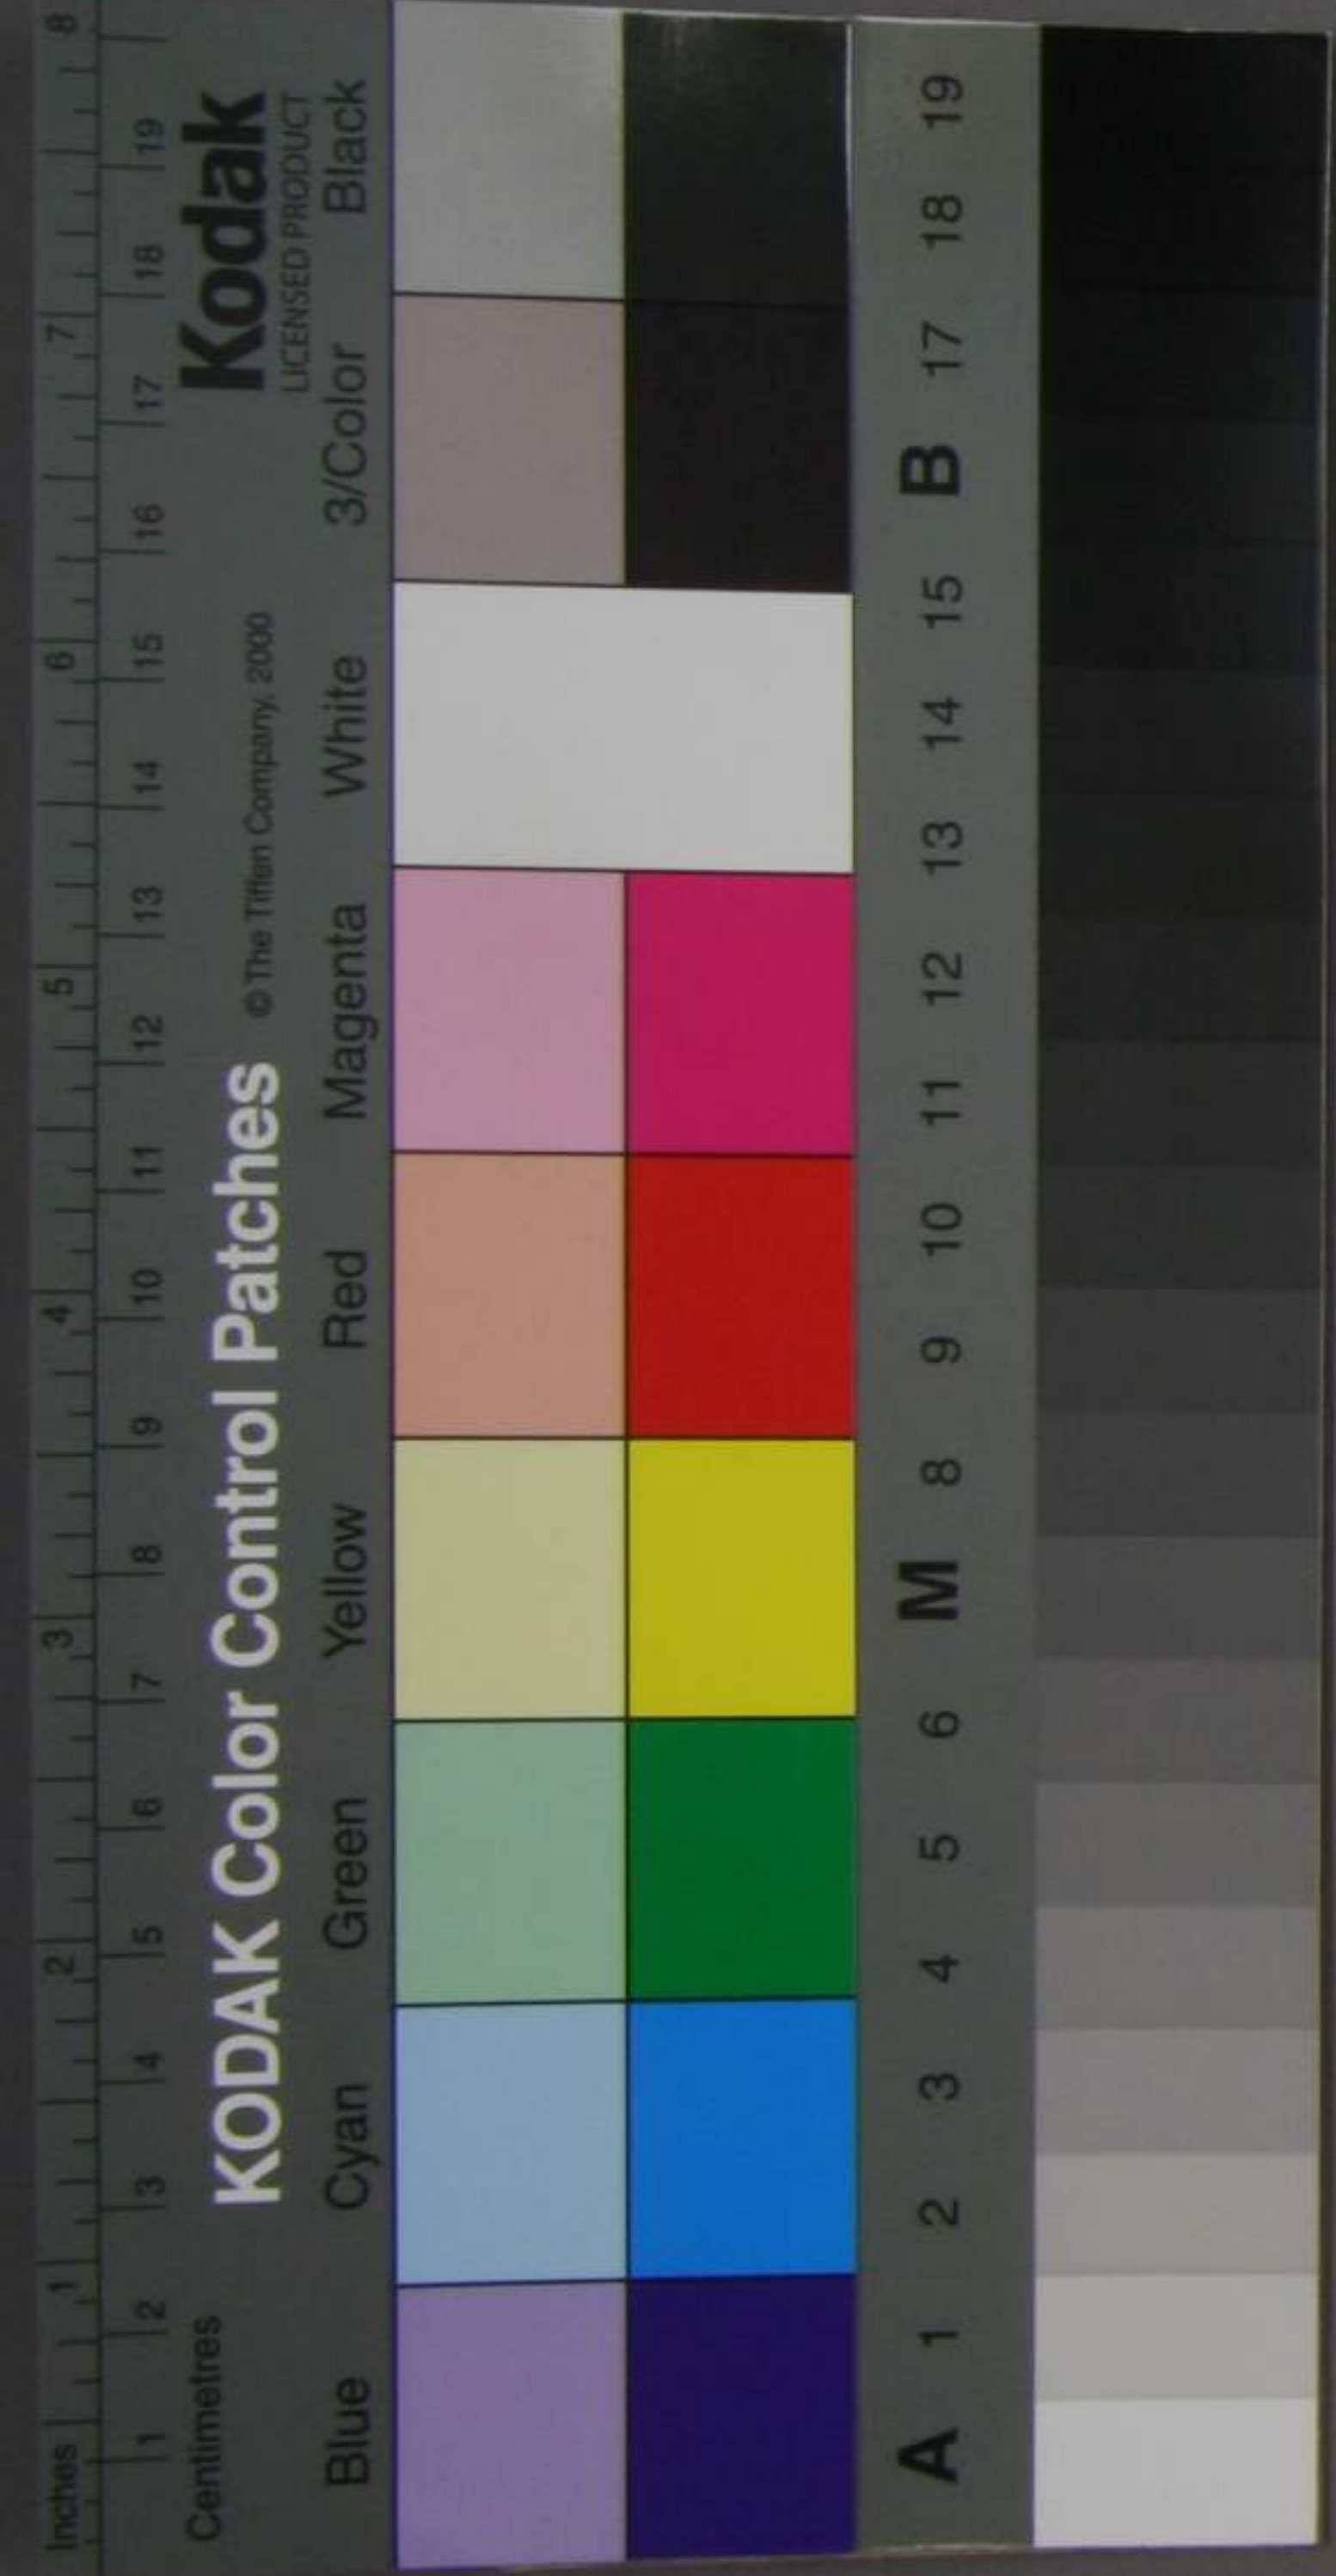 Inches 1 2 3 4 5 6 7 8
1 2 3 4 5 6 7 8 9 10 11 12 13 14 15 16 17 18 19
Centimetres
KODAK Color Control Patches © The Tiffen Company, 2000
Kodak
LICENSED PRODUCT
Blue Cyan Green Yellow Red Magenta White 3/Color Black
A 1 2 3 4 5 6 M 8 9 10 11 12 13 14 15 B 17 18 19